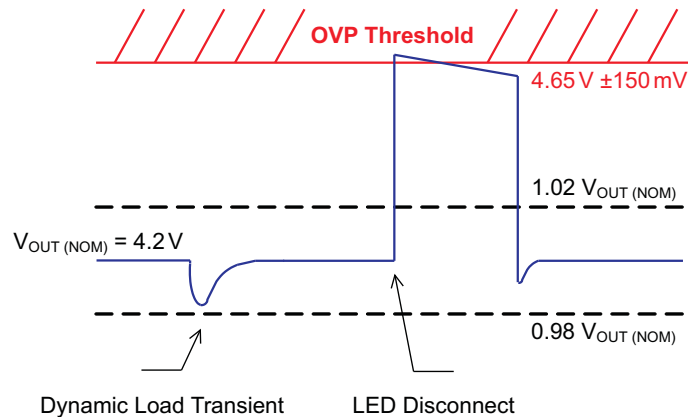 OVP Threshold
4.65 V ±150 mV
1.02 VOUT (NOM)
VOUT (NOM) = 4.2 V
0.98 VOUT (NOM)
Dynamic Load Transient
LED Disconnect